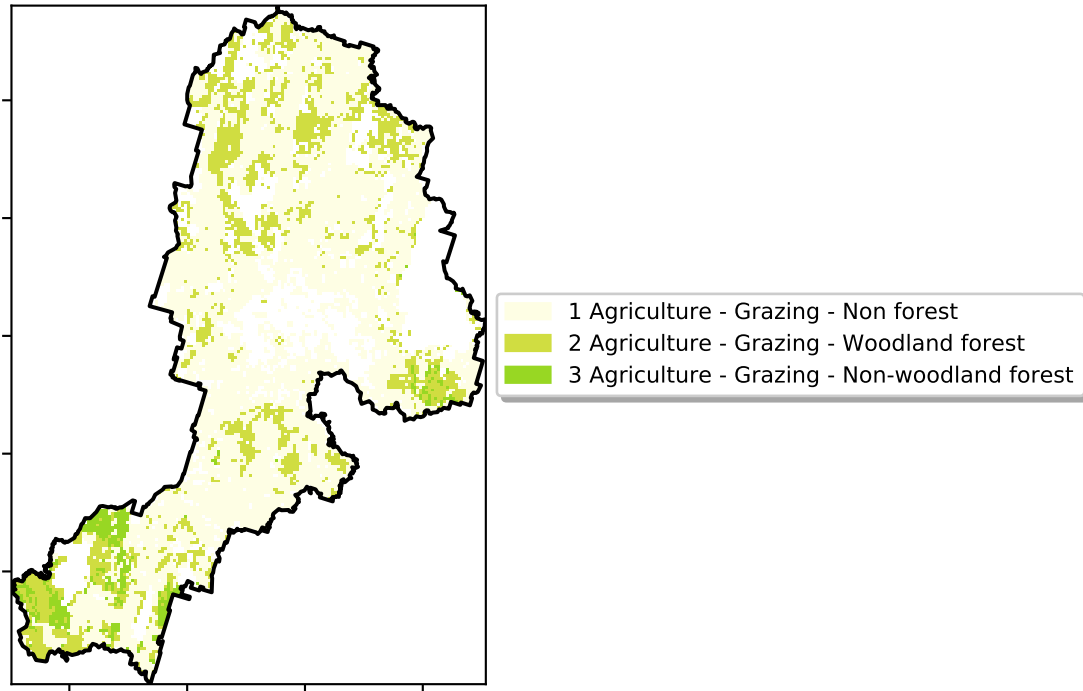 1 Agriculture - Grazing - Non forest
2 Agriculture - Grazing - Woodland forest
3 Agriculture - Grazing - Non-woodland forest